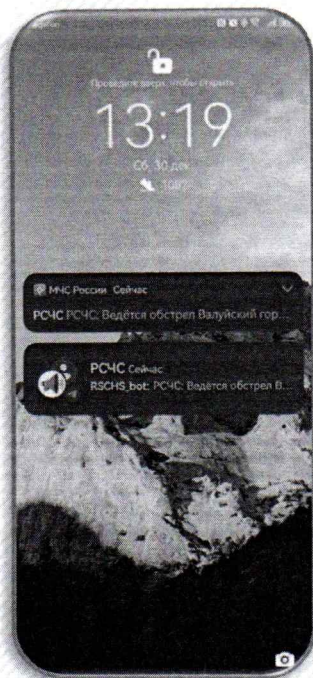 Проведите вверх, чтобы открыть
13:19
Сб, 30 дек
МЧС России Сейчас
РСЧС РСЧС: Ведётся обстрел Валуйский гор...
РСЧС Сейчас
RSCHS_bot: РСЧС: Ведётся обстрел В...